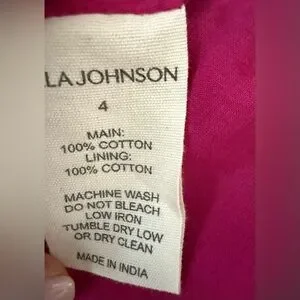 LA JOHNSON
4
MAIN:
100% COTTON
LINING:
100% COTTON
MACHINE WASH
DO NOT BLEACH
LOW IRON
TUMBLE DRY LOW
OR DRY CLEAN
MADE IN INDIA